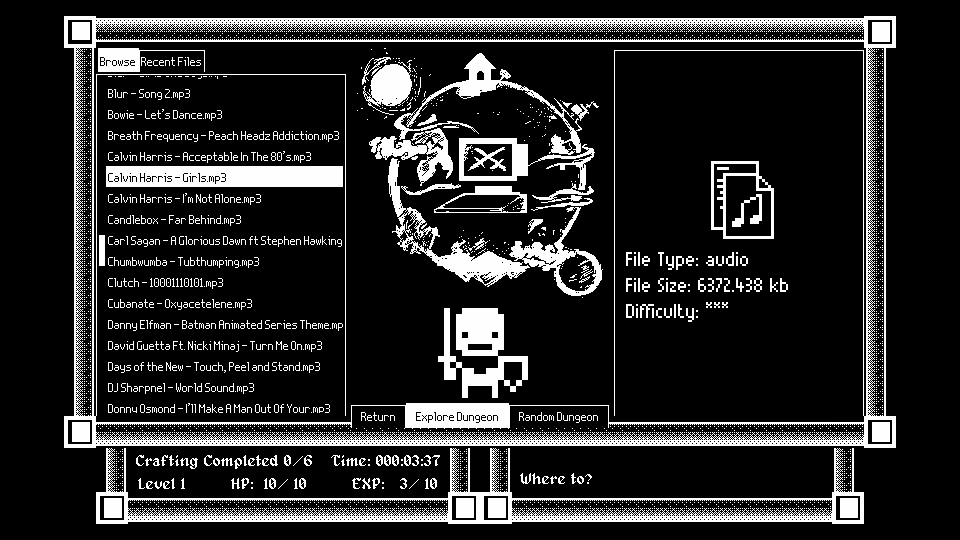 Browse Recent Files
Blur - Song 2.mp3
Bowie - Let's Dance.mp3
Breath Frequency - Peach Headz Addiction.mp3
Calvin Harris - Acceptable In The 80's.mp3
Calvin Harris - Girls.mp3
Calvin Harris - I'm Not Alone.mp3
Candlebox - Far Behind.mp3
Carl Sagan - A Glorious Dawn ft Stephen Hawking
Chumbwumba - Tubthumping.mp3
Clutch - 10001110101.mp3
Cubanate - Oxyacetelene.mp3
Danny Elfman - Batman Animated Series Theme.mp
David Guetta Ft. Nicki Minaj - Turn Me On.mp3
Days of the New - Touch, Peel and Stand.mp3
DJ Sharpnel - World Sound.mp3
Donny Osmond - I'll Make A Man Out Of Your.mp3
File Type: audio
File Size: 6372.438 kb
Difficulty: ***
Return Explore Dungeon Random Dungeon
Crafting Completed 0/6 Time: 000:03:37
Level 1 HP: 10/10 EXP: 3/10
Where to?